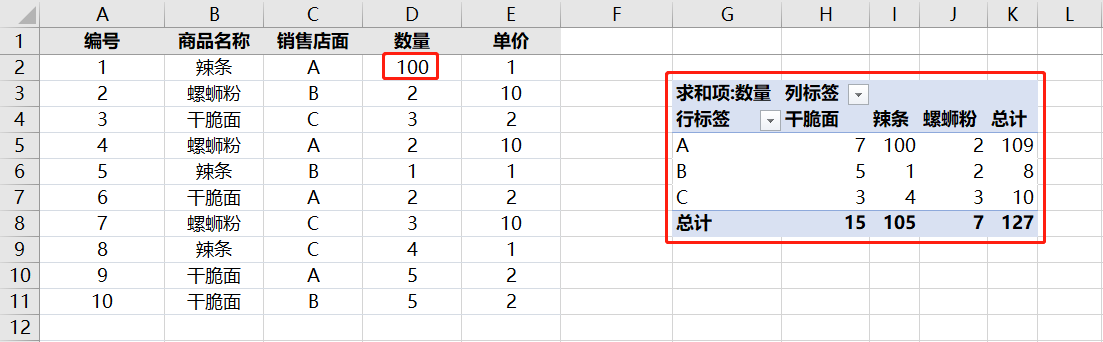 A B C D E F G H I J K L
1 编号 商品名称 销售店面 数量 单价
2 1 辣条 A 100 1
3 2 螺蛳粉 B 2 10 求和项:数量 列标签
4 3 干脆面 C 3 2 行标签 干脆面 辣条 螺蛳粉 总计
5 4 螺蛳粉 A 2 10 A 7 100 2 109
6 5 辣条 B 1 1 B 5 1 2 8
7 6 干脆面 A 2 2 C 3 4 3 10
8 7 螺蛳粉 C 3 10 总计 15 105 7 127
9 8 辣条 C 4 1
10 9 干脆面 A 5 2
11 10 干脆面 B 5 2
12